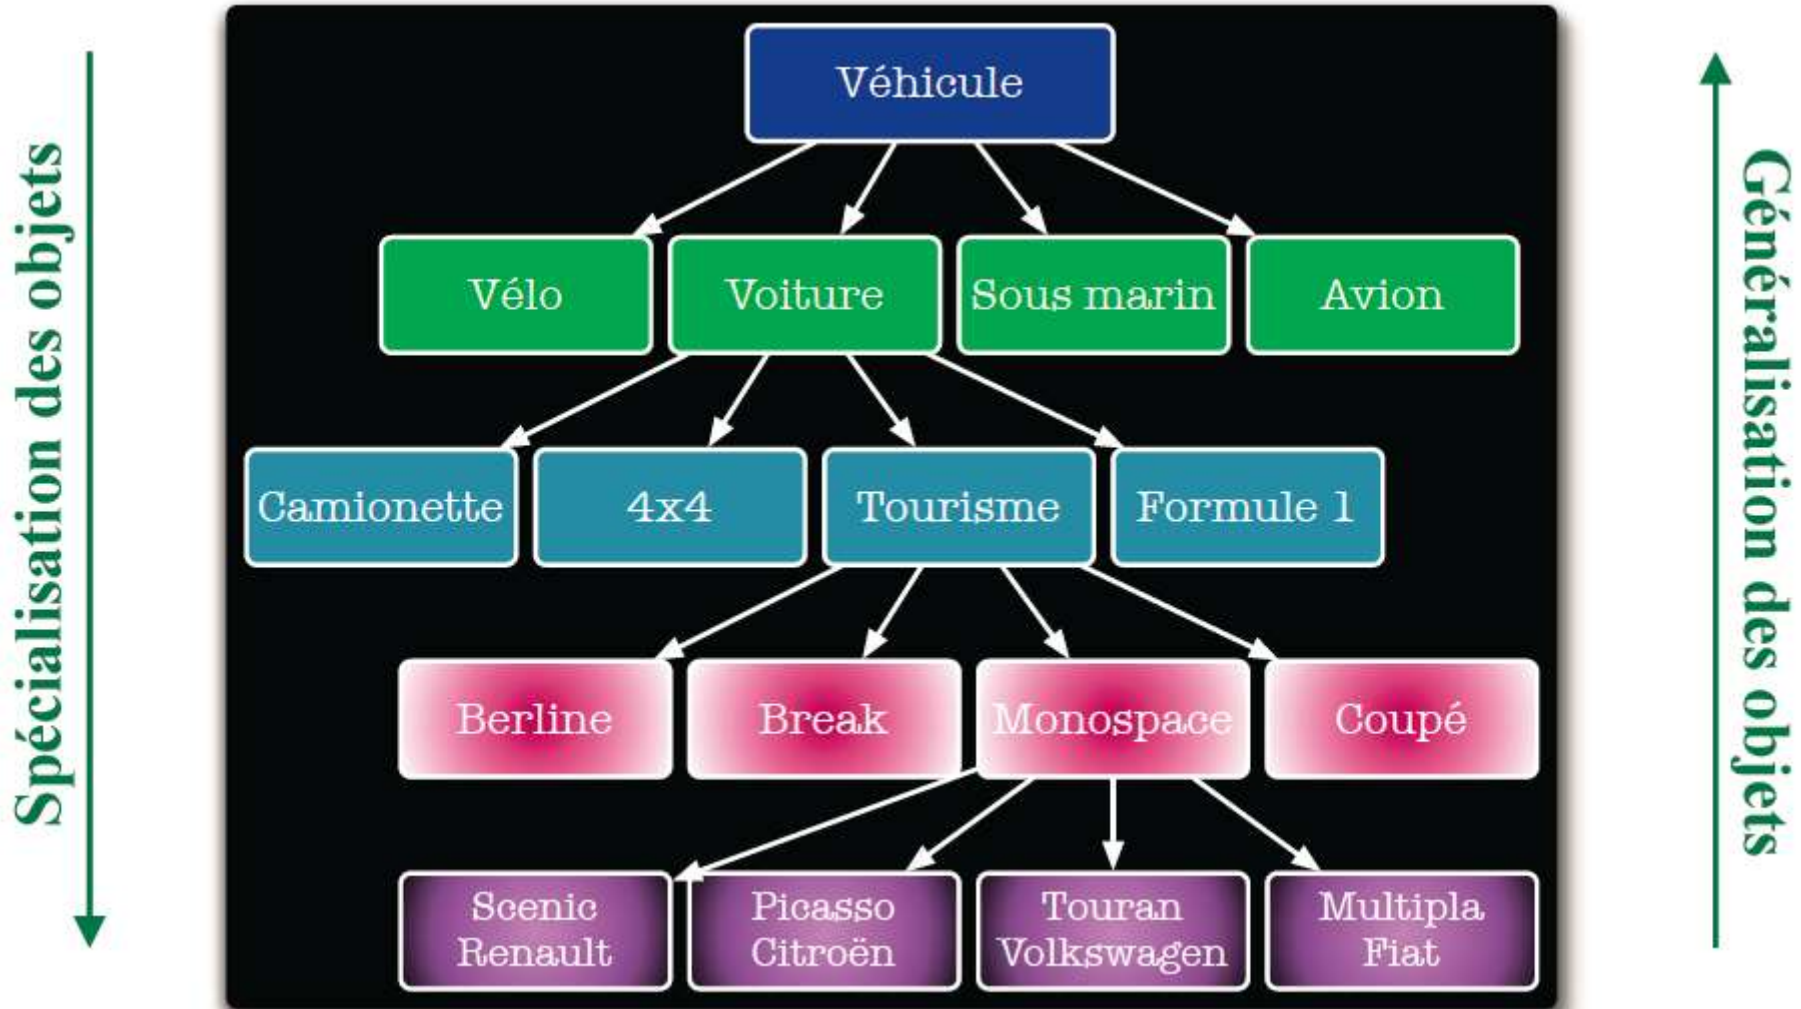 Spécialisation des objets
Véhicule
Vélo
Voiture
Sous marin
Avion
Camionette
4x4
Tourisme
Formule 1
Berline
Break
Monospace
Coupé
Scenic
Renault
Picasso
Citroën
Touran
Volkswagen
Multipla
Fiat
Généralisation des objets